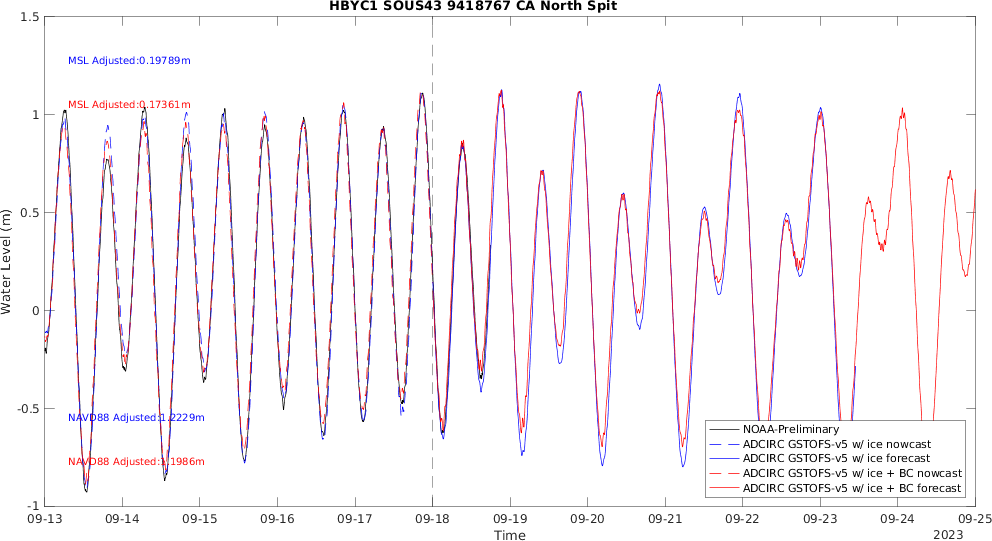 HBYC1 SOUS43 9418767 CA North Spit
1.5
MSL Adjusted:0.19789m
MSL Adjusted:0.17361m
1
0.5
Water Level (m)
0
-0.5
NAVD88 Adjusted:1.2229m
NAVD88 Adjusted:1.1986m
-1
NOAA-Preliminary
ADCIRC GSTOFS-v5 w/ ice nowcast
ADCIRC GSTOFS-v5 w/ ice forecast
ADCIRC GSTOFS-v5 w/ ice + BC nowcast
ADCIRC GSTOFS-v5 w/ ice + BC forecast
09-13 09-14 09-15 09-16 09-17 09-18 09-19 09-20 09-21 09-22 09-23 09-24 09-25
Time
2023